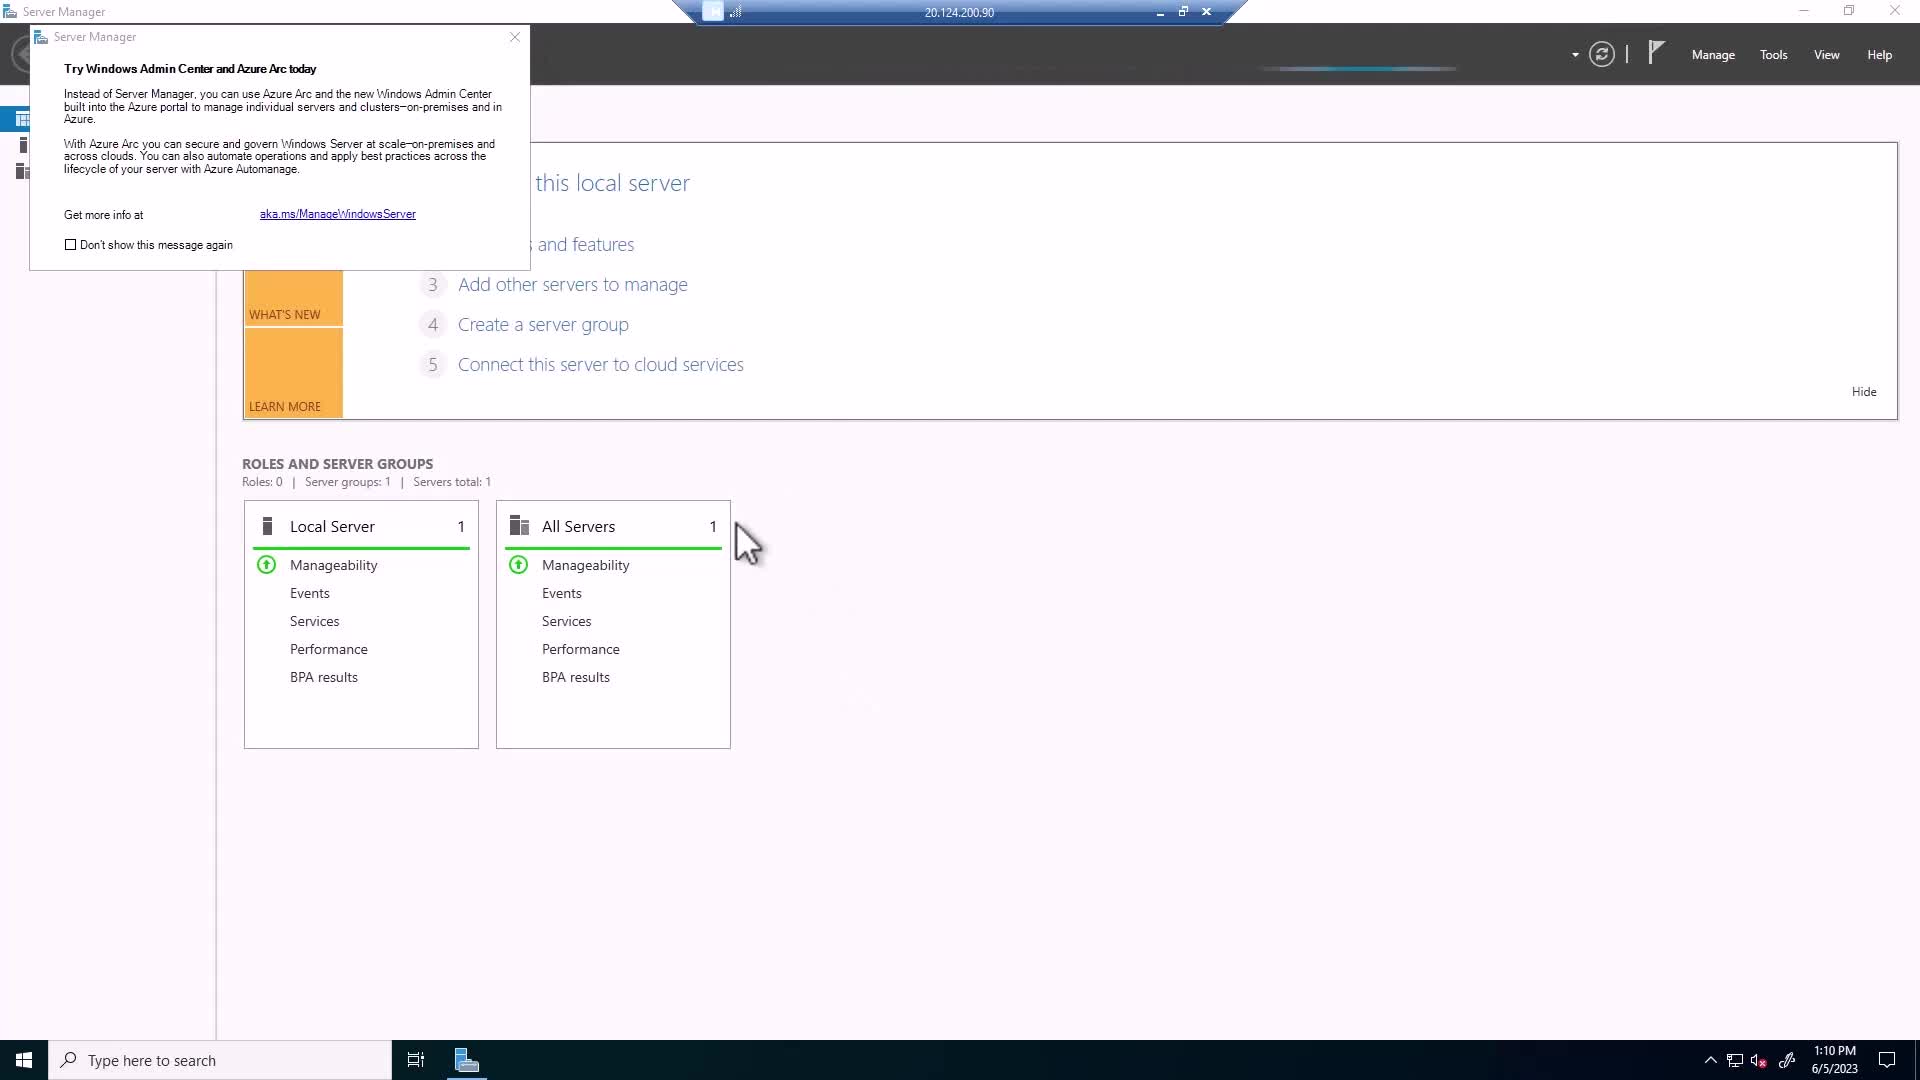 Server Manager
20.124.200.90
Server Manager
Manage
Tools
View
Help
Try Windows Admin Center and Azure Arc today
Instead of Server Manager, you can use Azure Arc and the new Windows Admin Center
built into the Azure portal to manage individual servers and clusters–on-premises and in
Azure.
With Azure Arc you can secure and govern Windows Server at scale–on-premises and
across clouds. You can also automate operations and apply best practices across the
lifecycle of your server with Azure Automanage.
Get more info at aka.ms/ManageWindowsServer
Don't show this message again
this local server
and features
3 Add other servers to manage
4 Create a server group
5 Connect this server to cloud services
WHAT'S NEW
LEARN MORE
Hide
ROLES AND SERVER GROUPS
Roles: 0 | Server groups: 1 | Servers total: 1
Local Server 1
Manageability
Events
Services
Performance
BPA results
All Servers 1
Manageability
Events
Services
Performance
BPA results
Type here to search
1:10 PM
6/5/2023